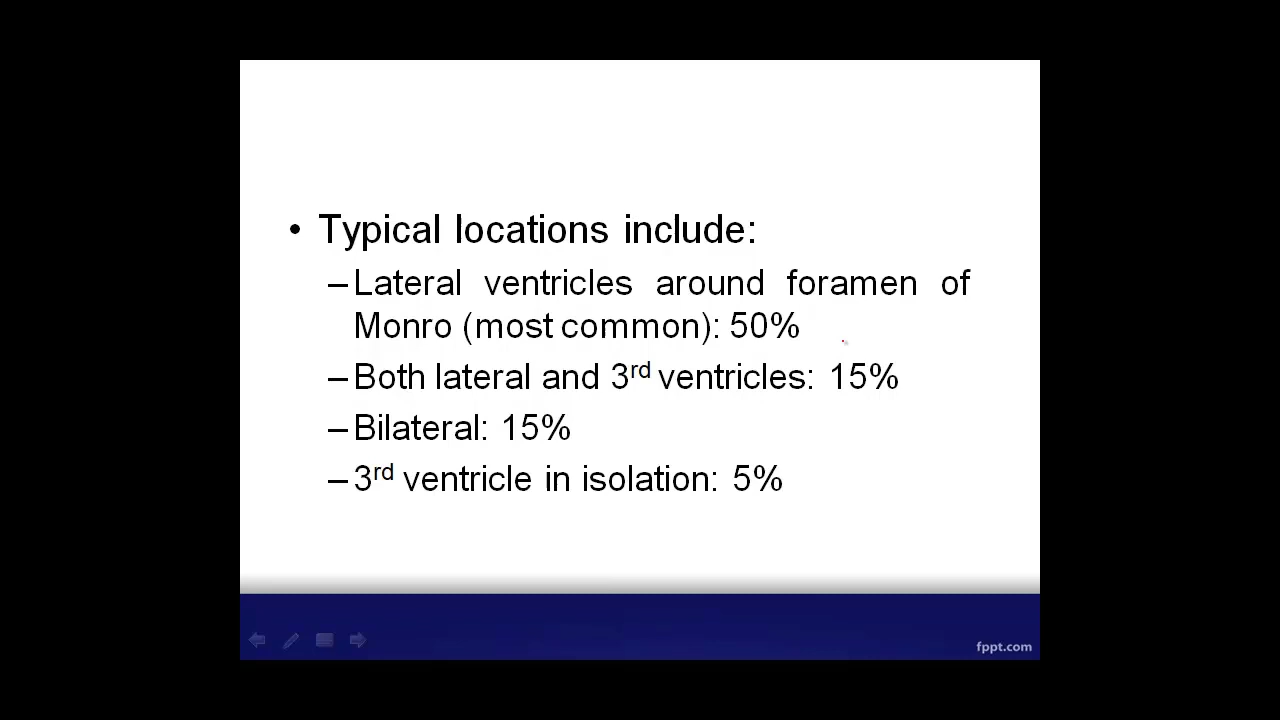 • Typical locations include:
–Lateral ventricles around foramen of
Monro (most common): 50%
–Both lateral and 3rd ventricles: 15%
–Bilateral: 15%
–3rd ventricle in isolation: 5%
fppt.com